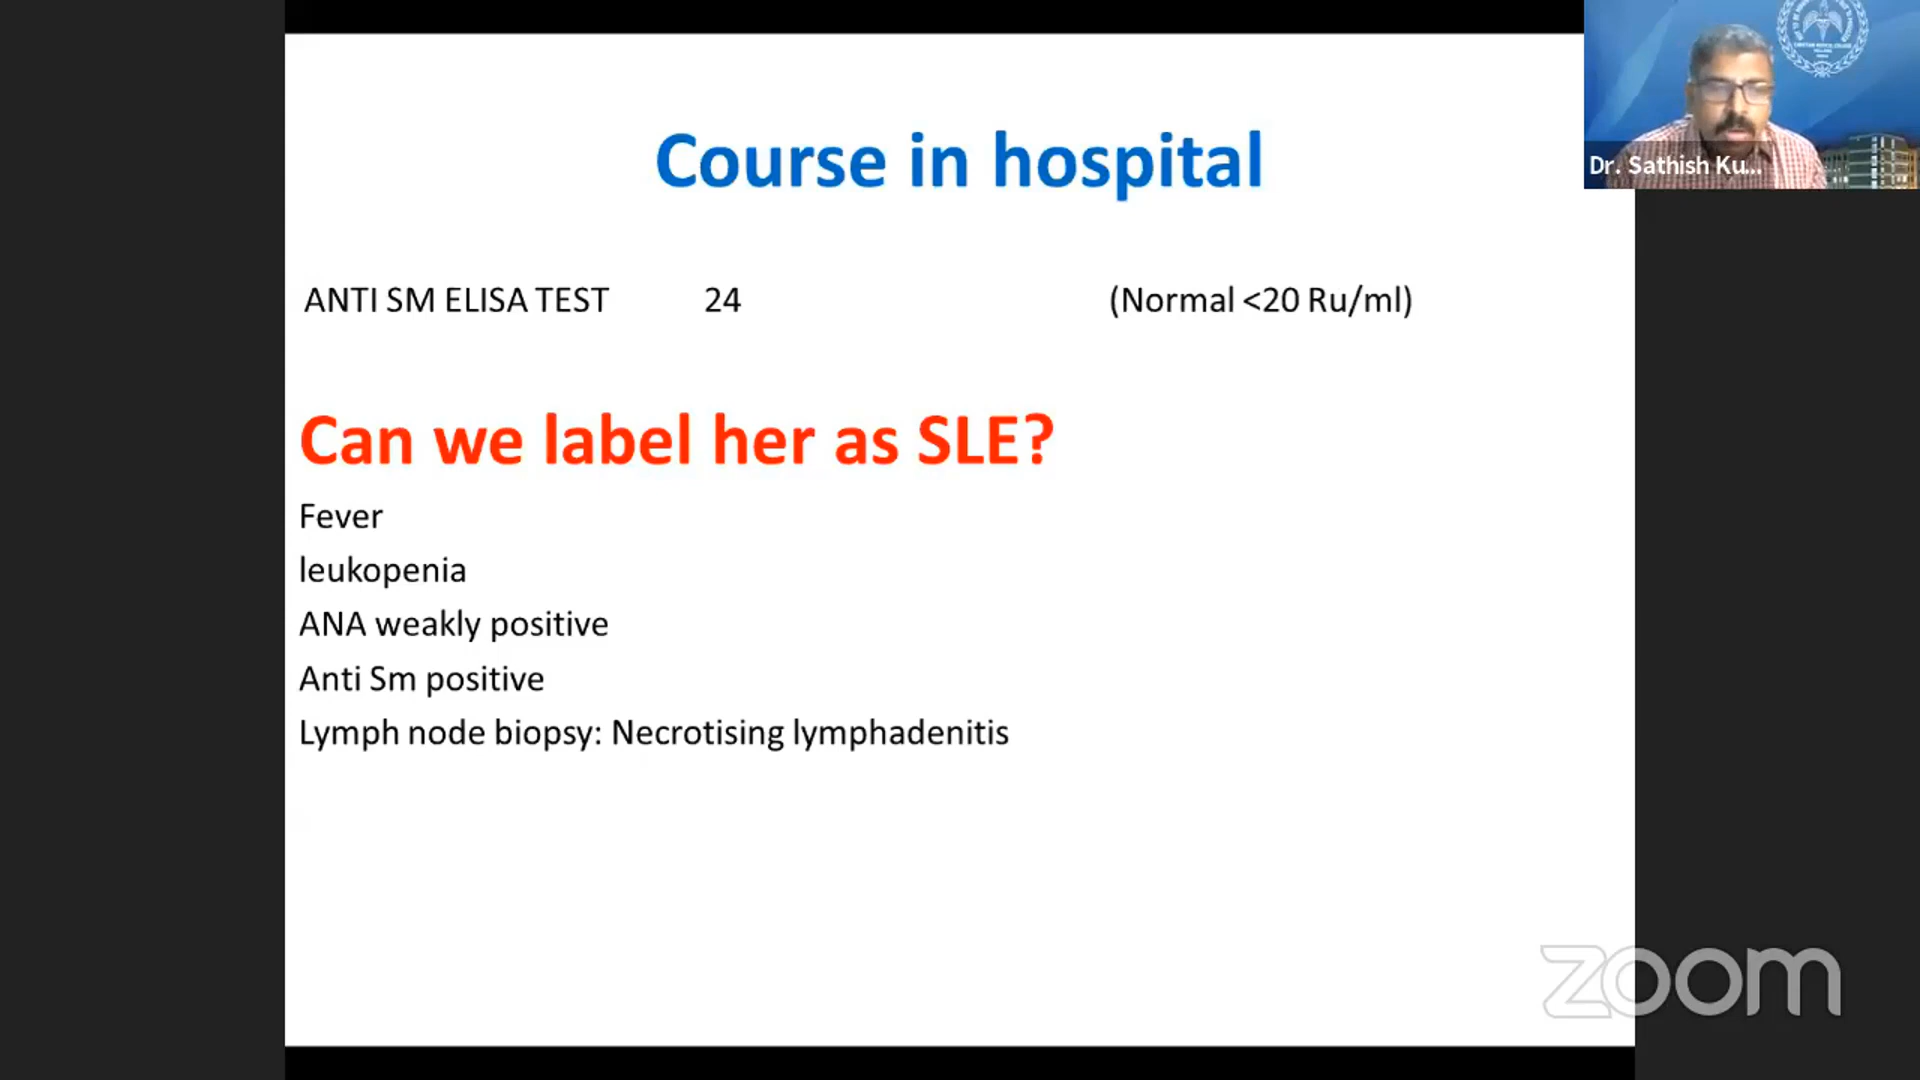 Course in hospital
Dr. Sathish Ku...
ANTI SM ELISA TEST 24 (Normal <20 Ru/ml)
Can we label her as SLE?
Fever
leukopenia
ANA weakly positive
Anti Sm positive
Lymph node biopsy: Necrotising lymphadenitis
zoom